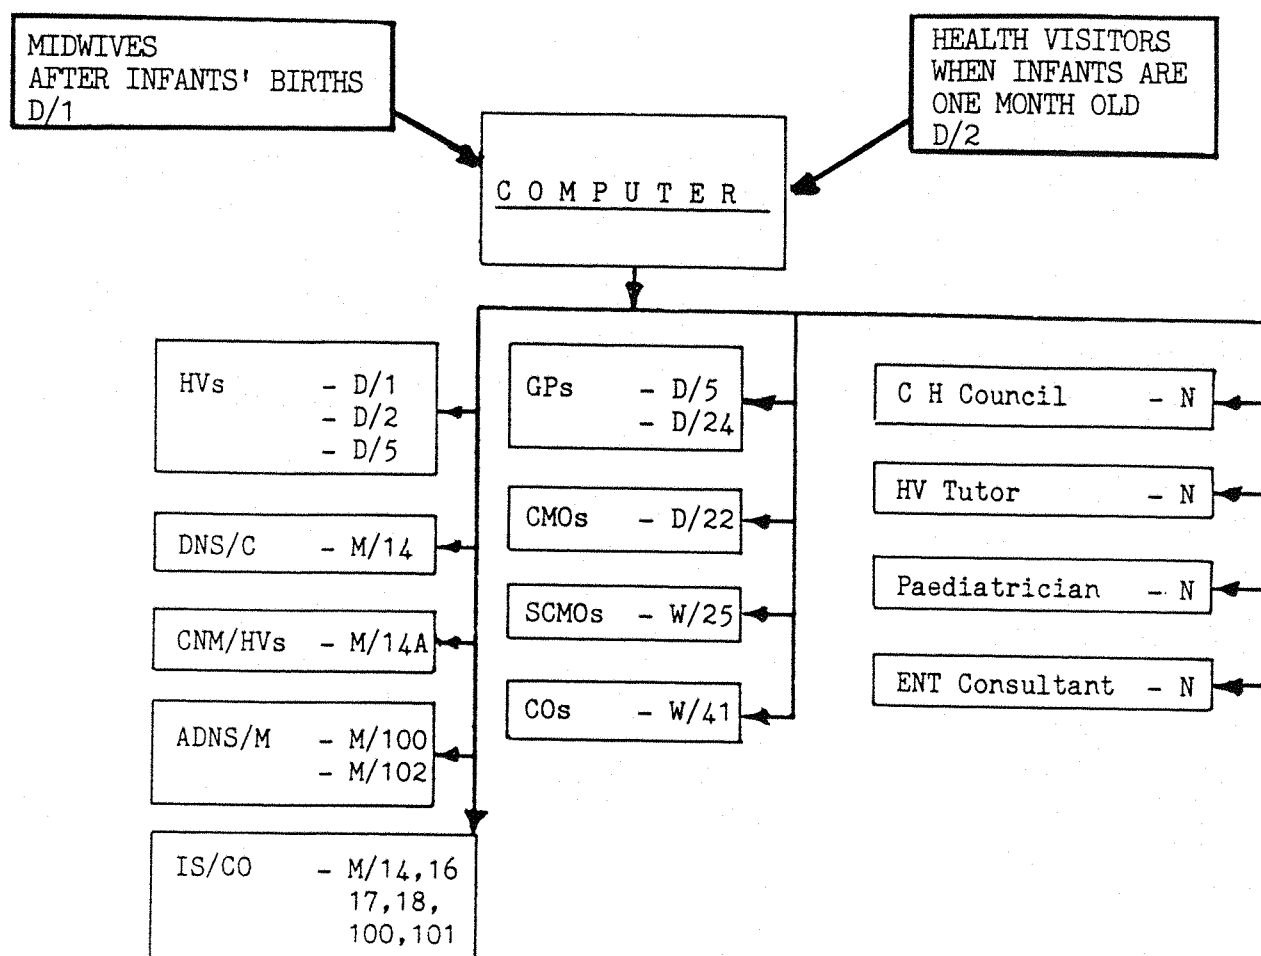 MIDWIVES
AFTER INFANTS' BIRTHS
D/1
HEALTH VISITORS
WHEN INFANTS ARE
ONE MONTH OLD
D/2
C O M P U T E R
HVs - D/1
- D/2
- D/5
DNS/C - M/14
CNM/HVs - M/14A
ADNS/M - M/100
- M/102
IS/CO - M/14,16
17,18,
100,101
GPs - D/5
- D/24
CMOs - D/22
SCMOs - W/25
COs - W/41
C H Council - N
HV Tutor - N
Paediatrician - N
ENT Consultant - N